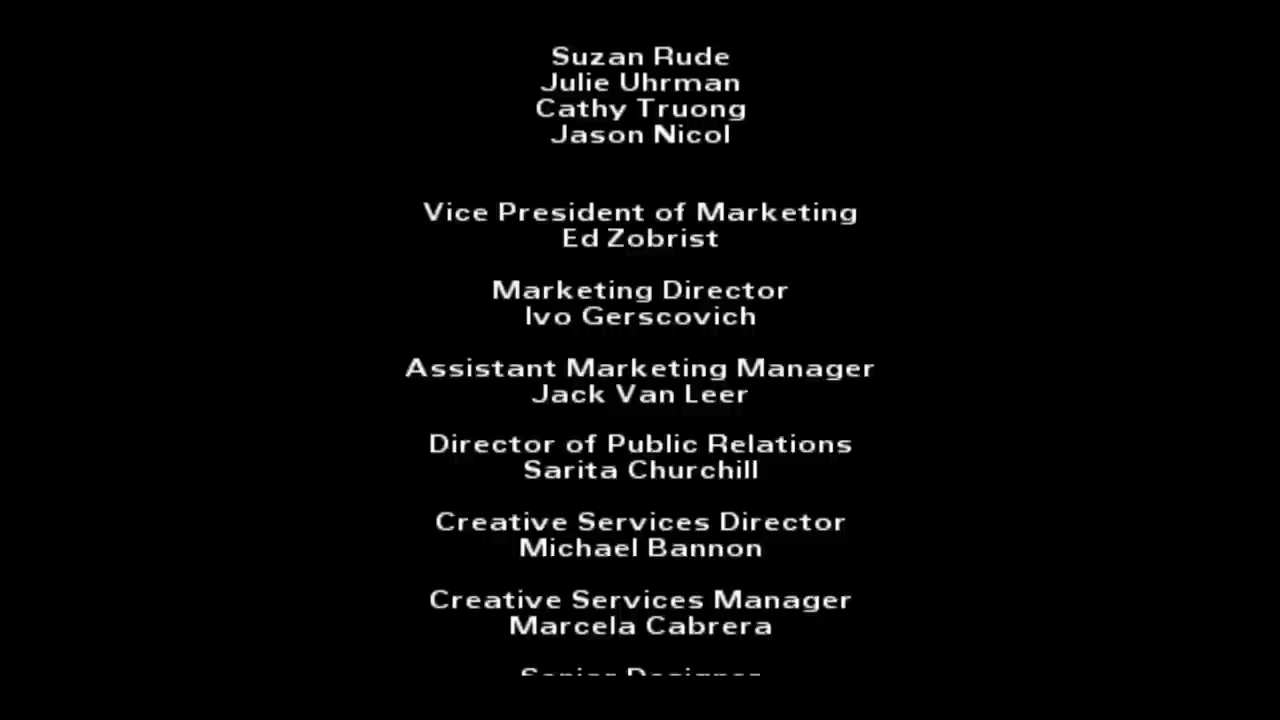 Suzan Rude
Julie Uhrman
Cathy Truong
Jason Nicol
Vice President of Marketing
Ed Zobrist
Marketing Director
Ivo Gerscovich
Assistant Marketing Manager
Jack Van Leer
Director of Public Relations
Sarita Churchill
Creative Services Director
Michael Bannon
Creative Services Manager
Marcela Cabrera
Senior Designer